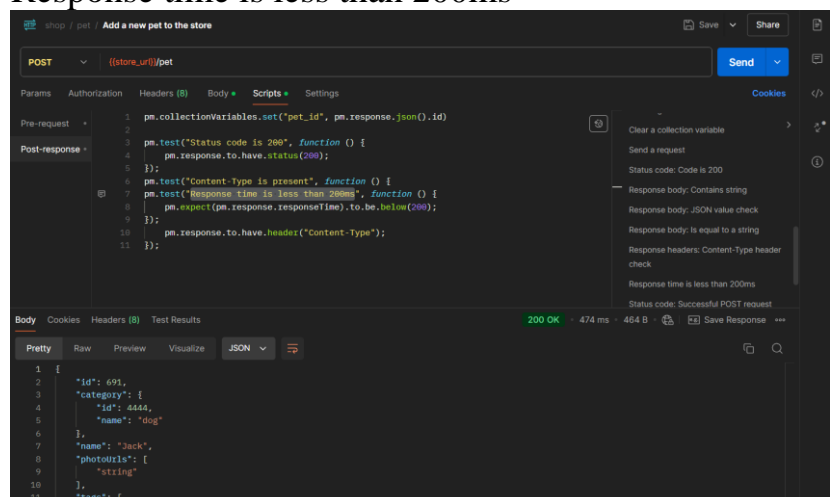 Response time is less than 200ms
shop / pet / Add a new pet to the store
Save
Share
POST
{{store_url}}/pet
Send
Params Authorization Headers (8) Body Scripts Settings
Cookies
Pre-request
Post-response
1 pm.collectionVariables.set("pet_id", pm.response.json().id)
2
3 pm.test("Status code is 200", function () {
4 pm.response.to.have.status(200);
5 });
6 pm.test("Content-Type is present", function () {
7 pm.test("Response time is less than 200ms", function () {
8 pm.expect(pm.response.responseTime).to.be.below(200);
9 });
10 pm.response.to.have.header("Content-Type");
11 });
Clear a collection variable
Send a request
Status code: Code is 200
Response body: Contains string
Response body: JSON value check
Response body: Is equal to a string
Response headers: Content-Type header
check
Response time is less than 200ms
Status code: Successful POST request
Body Cookies Headers (8) Test Results
200 OK 474 ms 464 B Save Response
Pretty Raw Preview Visualize JSON
1 {
2 "id": 691,
3 "category": {
4 "id": 4444,
5 "name": "dog"
6 },
7 "name": "Jack",
8 "photoUrls": [
9 "string"
10 ],
11 "tags": [